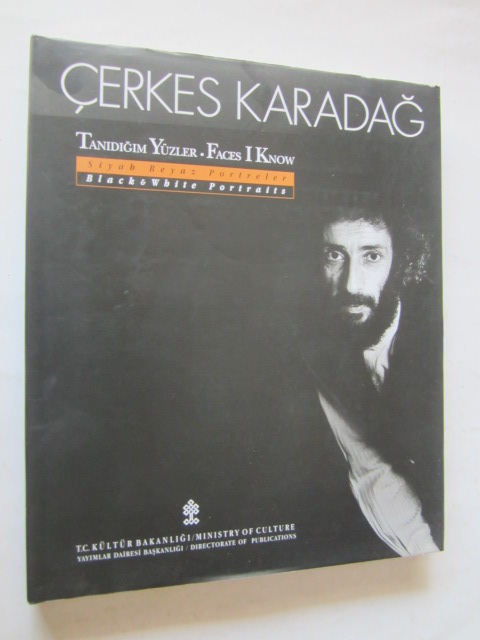 ÇERKES KARADAĞ
TANIDIĞIM YÜZLER • FACES I KNOW
Siyah Beyaz Portreler
Black & White Portraits
T.C. KÜLTÜR BAKANLIĞI/MINISTRY OF CULTURE
YAYIMLAR DAİRESİ BAŞKANLIĞI / DIRECTORATE OF PUBLICATIONS